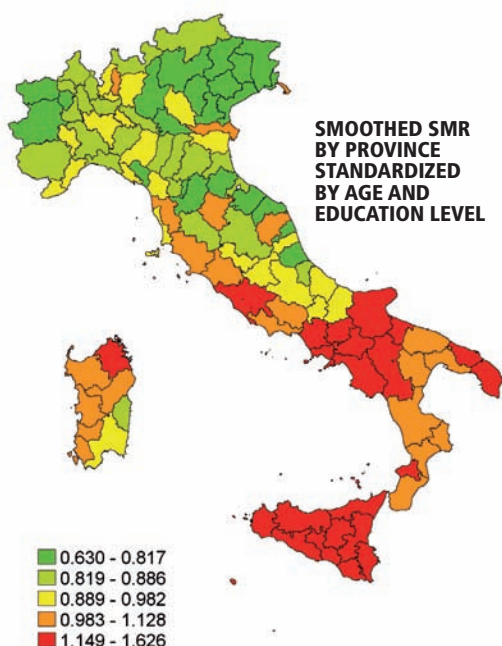 SMOOTHED SMR
BY PROVINCE
STANDARDIZED
BY AGE AND
EDUCATION LEVEL
0.630 - 0.817
0.819 - 0.886
0.889 - 0.982
0.983 - 1.128
1.149 - 1.626